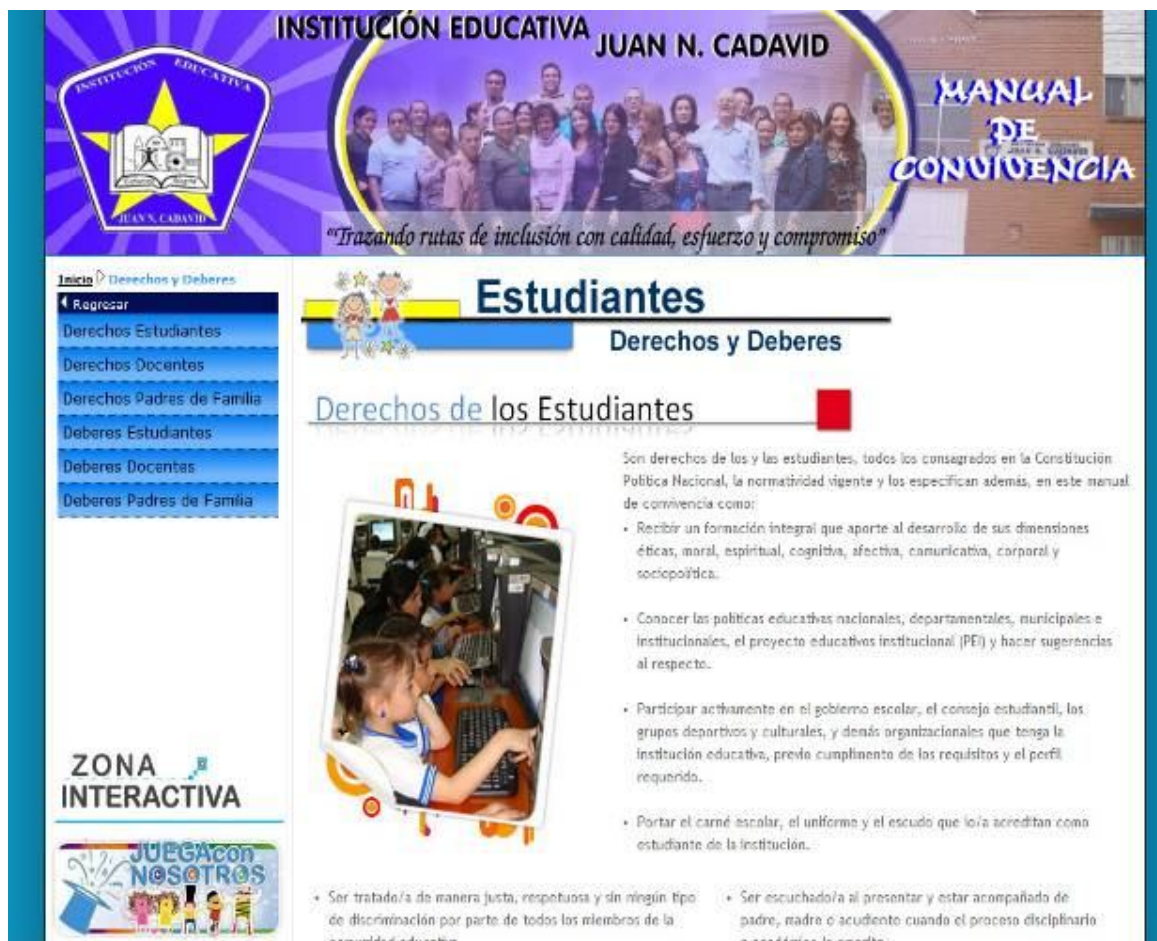 INSTITUCIÓN EDUCATIVA JUAN N. CADAVID
INSTITUCIÓN EDUCATIVA
JUAN N. CADAVID
MANUAL
DE
CONVIVENCIA
"Trazando rutas de inclusión con calidad, esfuerzo y compromiso"
Inicio Derechos y Deberes
Regresar
Derechos Estudiantes
Derechos Docentes
Derechos Padres de Familia
Deberes Estudiantes
Deberes Docentes
Deberes Padres de Familia
ZONA
INTERACTIVA
JUEGAcon
NOSOTROS
Estudiantes
Derechos y Deberes
Derechos de los Estudiantes
Son derechos de los y las estudiantes, todos los consagrados en la Constitución
Política Nacional, la normatividad vigente y los especifican además, en este manual
de convivencia como:
• Recibir un formación integral que aporte al desarrollo de sus dimensiones
éticas, moral, espiritual, cognitiva, afectiva, comunicativa, corporal y
sociopolítica.
• Conocer las políticas educativas nacionales, departamentales, municipales e
institucionales, el proyecto educativos institucional (PEI) y hacer sugerencias
al respecto.
• Participar activamente en el gobierno escolar, el consejo estudiantil, los
grupos deportivos y culturales, y demás organizacionales que tenga la
institución educativa, previo cumplimento de los requisitos y el perfil
requerido.
• Portar el carné escolar, el uniforme y el escudo que lo/a acreditan como
estudiante de la institución.
• Ser tratado/a de manera justa, respetuosa y sin ningún tipo
de discriminación por parte de todos los miembros de la
• Ser escuchado/a al presentar y estar acompañado de
padre, madre o acudiente cuando el proceso disciplinario